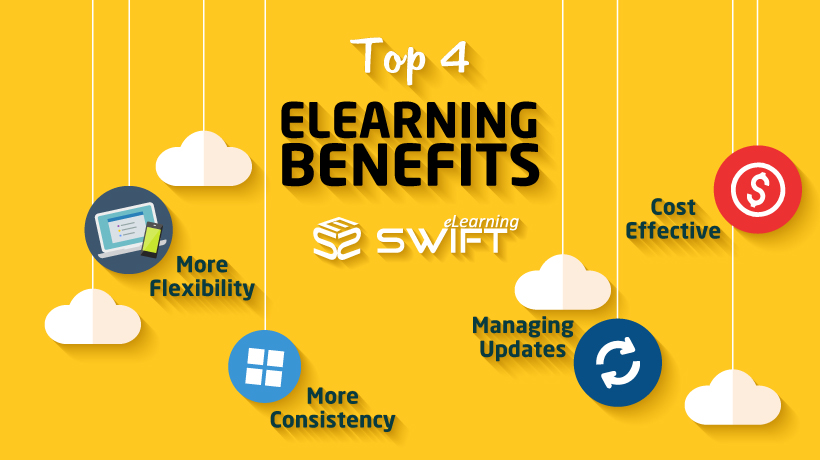 Top 4
ELEARNING
BENEFITS
eLearning
SWIFT
More
Flexibility
More
Consistency
Managing
Updates
Cost
Effective
$